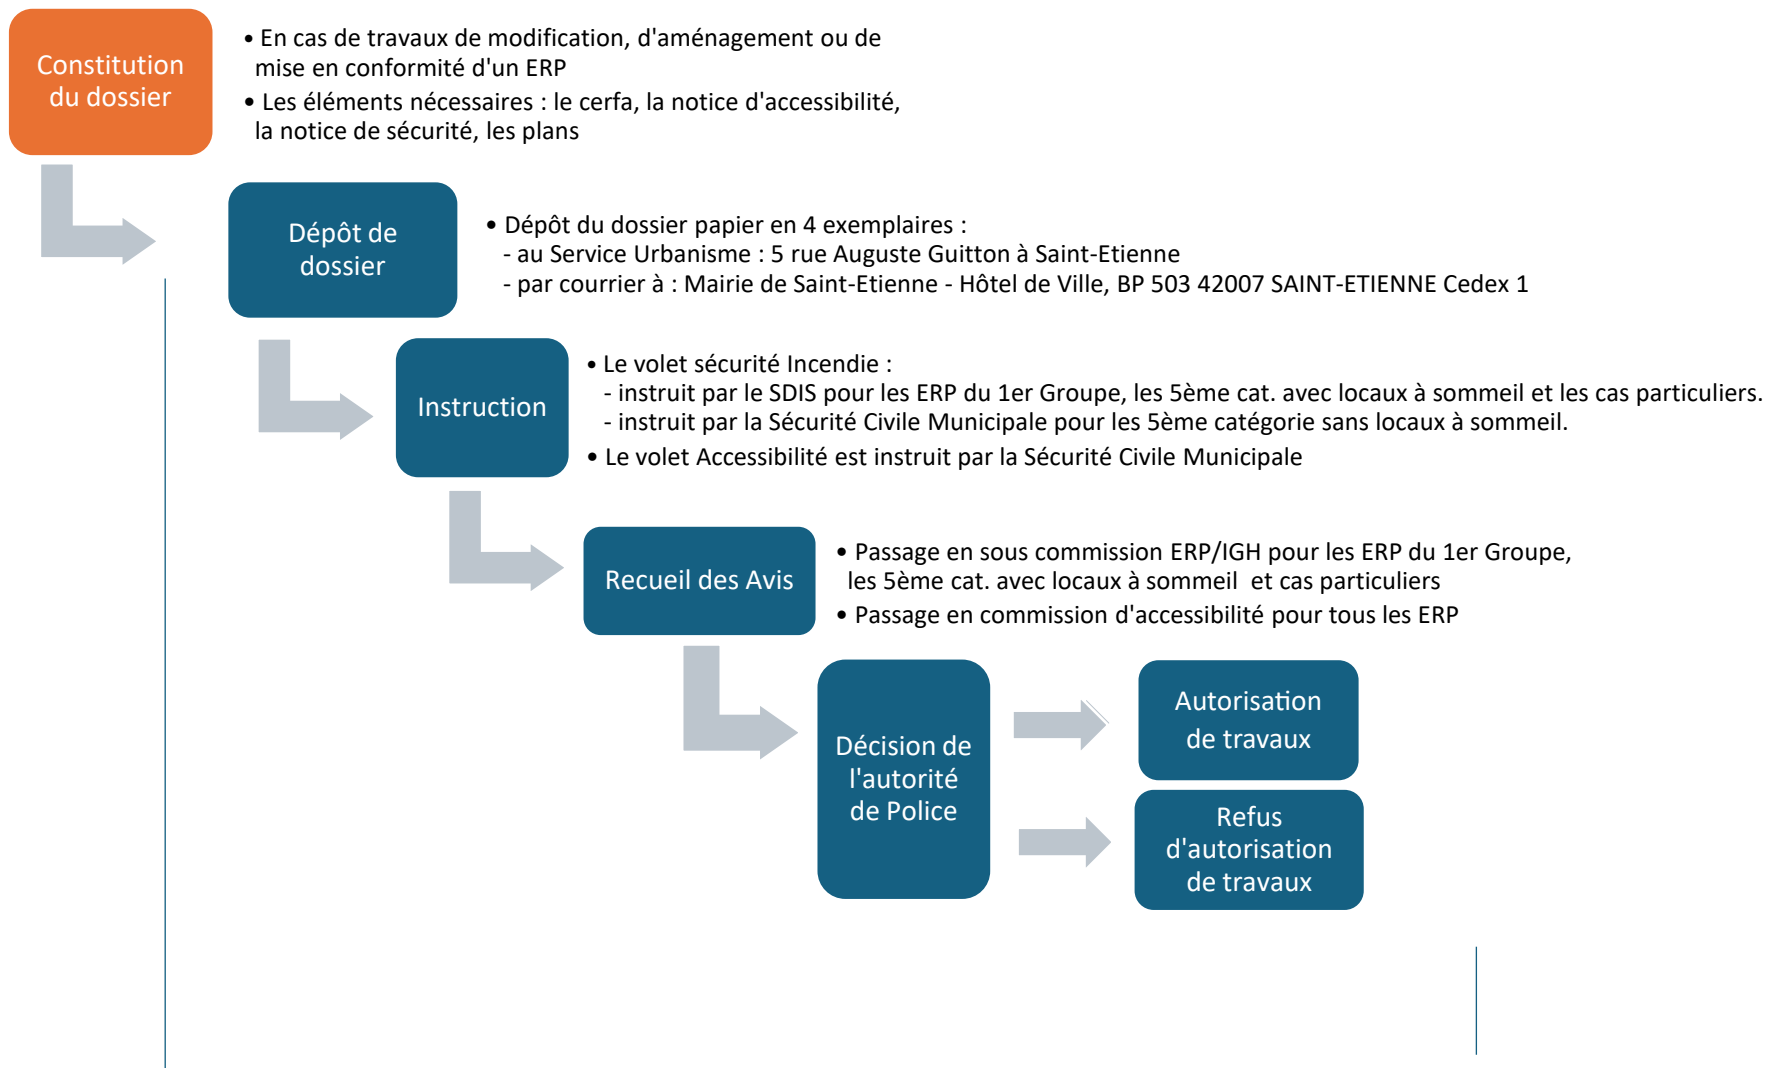 Constitution
du dossier
• En cas de travaux de modification, d'aménagement ou de
mise en conformité d'un ERP
• Les éléments nécessaires : le cerfa, la notice d'accessibilité,
la notice de sécurité, les plans
Dépôt de
dossier
• Dépôt du dossier papier en 4 exemplaires :
- au Service Urbanisme : 5 rue Auguste Guitton à Saint-Etienne
- par courrier à : Mairie de Saint-Etienne - Hôtel de Ville, BP 503 42007 SAINT-ETIENNE Cedex 1
Instruction
• Le volet sécurité Incendie :
- instruit par le SDIS pour les ERP du 1er Groupe, les 5ème cat. avec locaux à sommeil et les cas particuliers.
- instruit par la Sécurité Civile Municipale pour les 5ème catégorie sans locaux à sommeil.
• Le volet Accessibilité est instruit par la Sécurité Civile Municipale
Recueil des Avis
• Passage en sous commission ERP/IGH pour les ERP du 1er Groupe,
les 5ème cat. avec locaux à sommeil et cas particuliers
• Passage en commission d'accessibilité pour tous les ERP
Décision de
l'autorité
de Police
Autorisation
de travaux
Refus
d'autorisation
de travaux